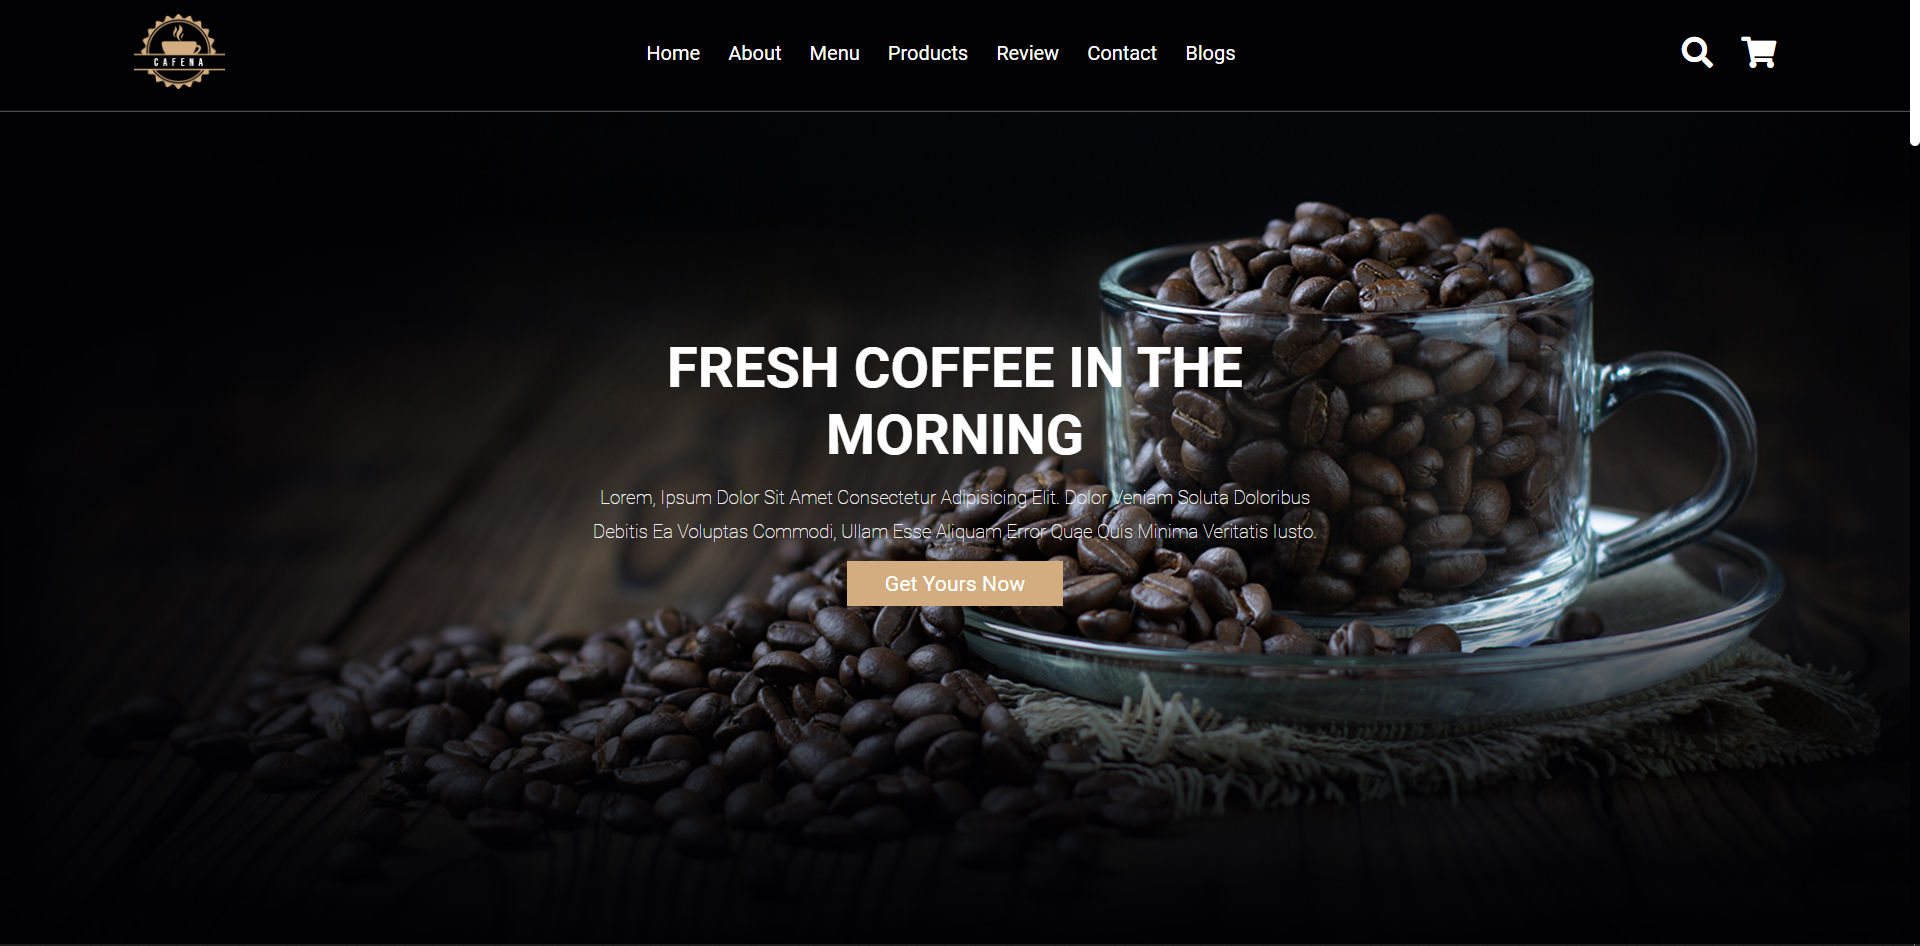 CAFENA
Home About Menu Products Review Contact Blogs
FRESH COFFEE IN THE
MORNING
Lorem, Ipsum Dolor Sit Amet Consectetur Adipisicing Elit. Dolor Veniam Soluta Doloribus
Debitis Ea Voluptas Commodi, Ullam Esse Aliquam Error Quae Quis Minima Veritatis Iusto.
Get Yours Now